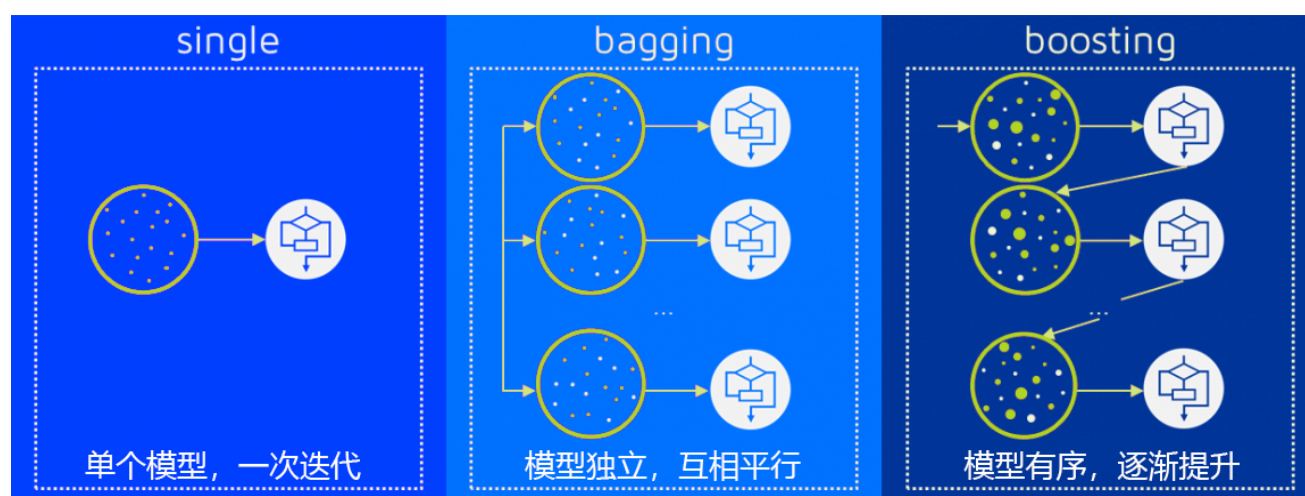 single
单个模型，一次迭代
bagging
...
模型独立，互相平行
boosting
...
模型有序，逐渐提升